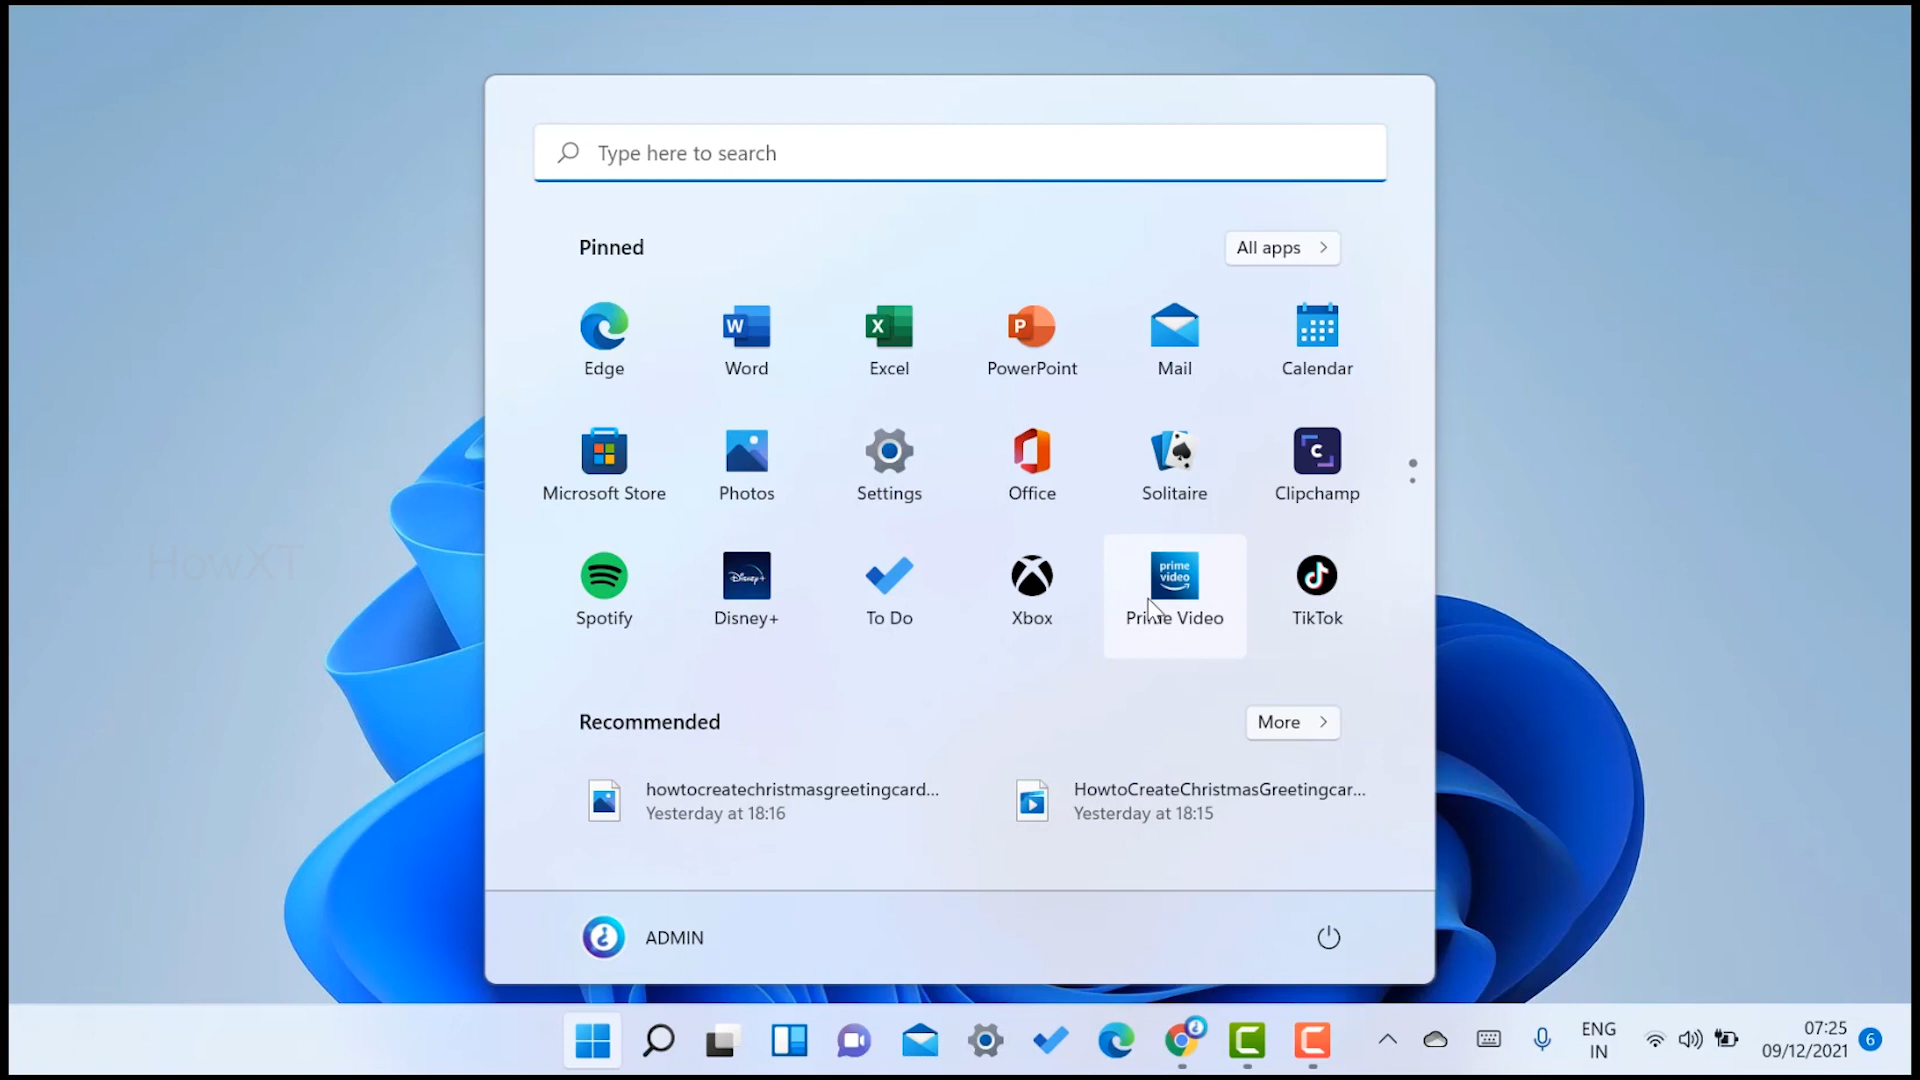 Type here to search
Pinned
All apps
Edge
Word
Excel
PowerPoint
Mail
Calendar
Microsoft Store
Photos
Settings
Office
Solitaire
Clipchamp
Spotify
Disney+
To Do
Xbox
prime
video
Prime Video
TikTok
Recommended
More
howtocreatechristmasgreetingcard...
Yesterday at 18:16
HowtoCreateChristmasGreetingcar...
Yesterday at 18:15
ADMIN
HowXT
ENG
IN
07:25
09/12/2021
6